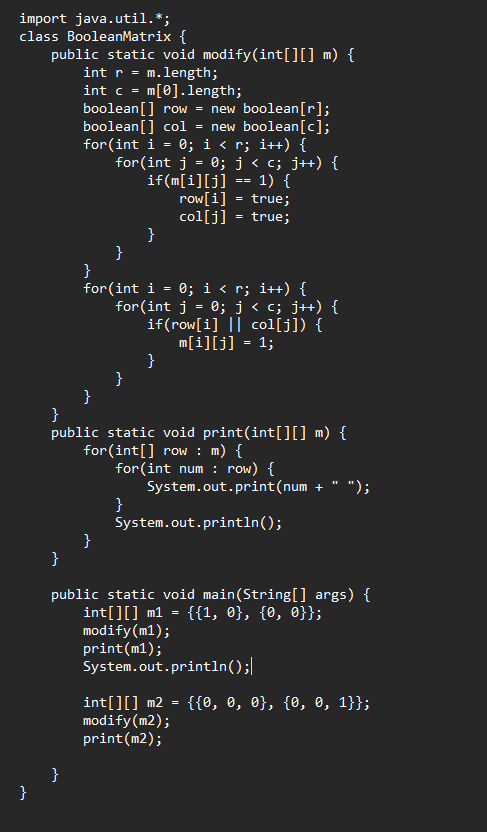 import java.util.*;
class BooleanMatrix {
    public static void modify(int[][] m) {
        int r = m.length;
        int c = m[0].length;
        boolean[] row = new boolean[r];
        boolean[] col = new boolean[c];
        for(int i = 0; i < r; i++) {
            for(int j = 0; j < c; j++) {
                if(m[i][j] == 1) {
                    row[i] = true;
                    col[j] = true;
                }
            }
        }
        for(int i = 0; i < r; i++) {
            for(int j = 0; j < c; j++) {
                if(row[i] || col[j]) {
                    m[i][j] = 1;
                }
            }
        }
    }
    public static void print(int[][] m) {
        for(int[] row : m) {
            for(int num : row) {
                System.out.print(num + " ");
            }
            System.out.println();
        }
    }

    public static void main(String[] args) {
        int[][] m1 = {{1, 0}, {0, 0}};
        modify(m1);
        print(m1);
        System.out.println();

        int[][] m2 = {{0, 0, 0}, {0, 0, 1}};
        modify(m2);
        print(m2);

    }
}